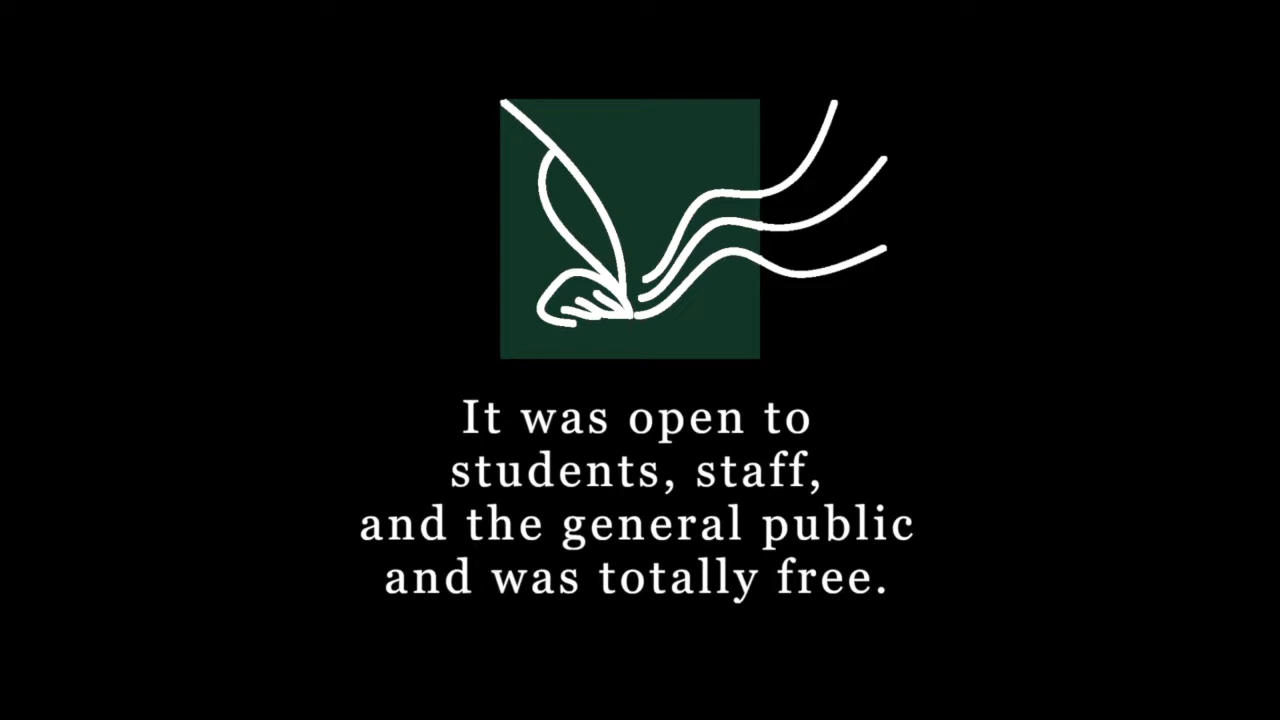 It was open to
students, staff,
and the general public
and was totally free.